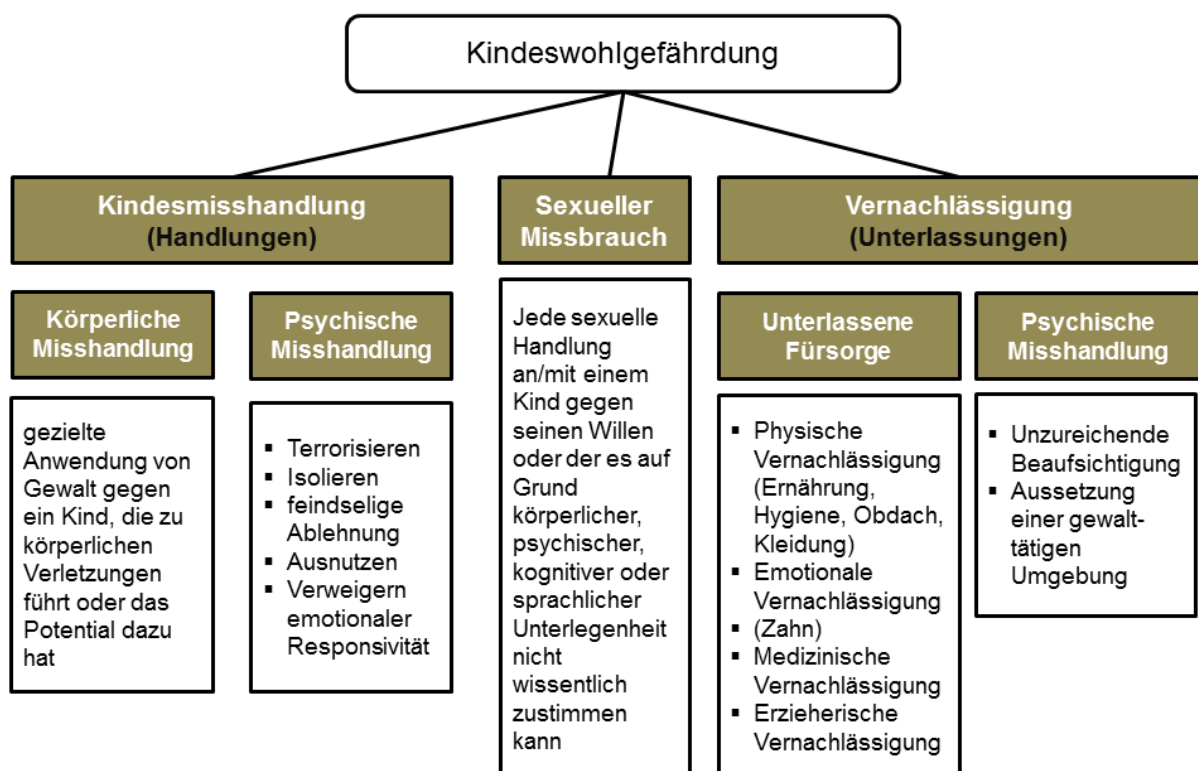 Kindeswohlgefährdung
Kindesmisshandlung
(Handlungen)
Körperliche
Misshandlung
gezielte
Anwendung von
Gewalt gegen
ein Kind, die zu
körperlichen
Verletzungen
führt oder das
Potential dazu
hat
Psychische
Misshandlung
▪ Terrorisieren
▪ Isolieren
▪ feindselige
Ablehnung
▪ Ausnutzen
▪ Verweigern
emotionaler
Responsivität
Sexueller
Missbrauch
Jede sexuelle
Handlung
an/mit einem
Kind gegen
seinen Willen
oder der es auf
Grund
körperlicher,
psychischer,
kognitiver oder
sprachlicher
Unterlegenheit
nicht
wissentlich
zustimmen
kann
Vernachlässigung
(Unterlassungen)
Unterlassene
Fürsorge
▪ Physische
Vernachlässigung
(Ernährung,
Hygiene, Obdach,
Kleidung)
▪ Emotionale
Vernachlässigung
▪ (Zahn)
▪ Medizinische
Vernachlässigung
▪ Erzieherische
Vernachlässigung
Psychische
Misshandlung
▪ Unzureichende
Beaufsichtigung
▪ Aussetzung
einer gewalt-
tätigen
Umgebung